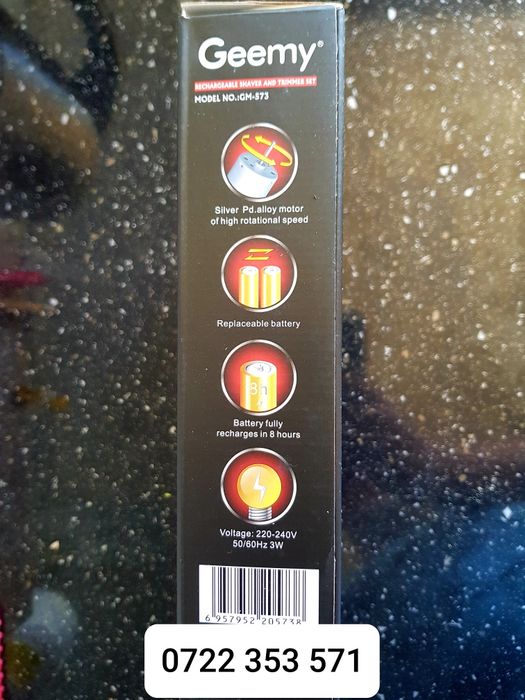 Geemy®
RECHARGEABLE SHAVER AND TRIMMER SET
MODEL NO.:GM-573
Silver Pd.alloy motor
of high rotational speed
Replaceable battery
8h
Battery fully
recharges in 8 hours
Voltage: 220-240V
50/60Hz 3W
6 957952 205738
0722 353 571